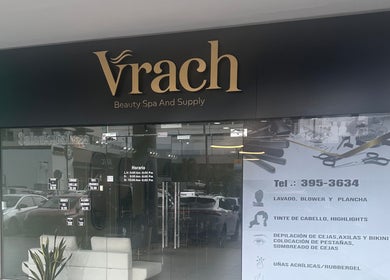 Vrach
Beauty Spa And Supply
Horario
Tel .: 395-3634
LAVADO, BLOWER Y PLANCHA
TINTE DE CABELLO, HIGHLIGHTS
DEPILACIÓN DE CEJAS,AXILAS Y BIKINI
COLOCACIÓN DE PESTAÑAS,
SOMBREADO DE CEJAS
UÑAS ACRÍLICAS/RUBBERGEL